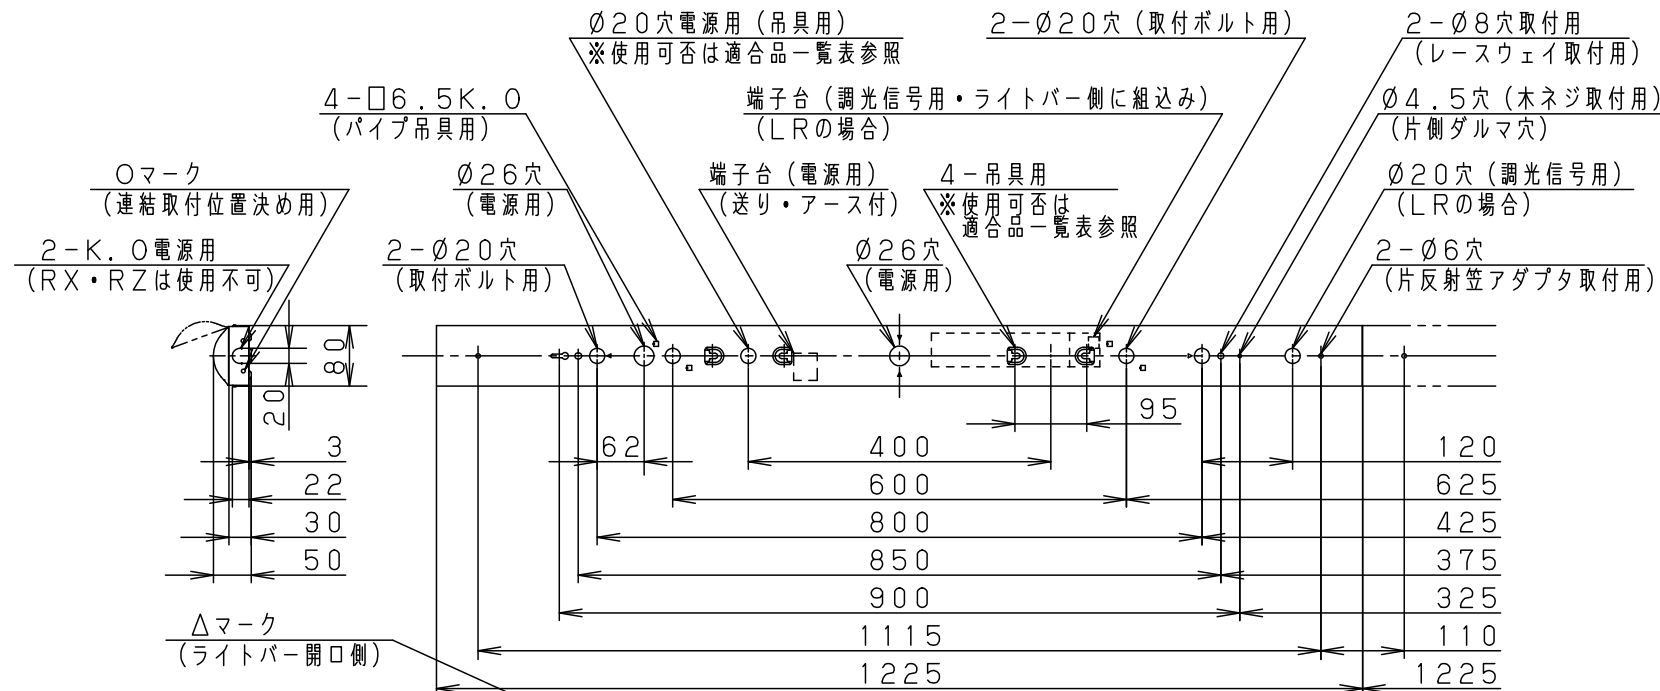 Ø20穴電源用(吊具用)
※使用可否は適合品一覧表参照
2-Ø20穴(取付ボルト用)
2-Ø8穴取付用
(レースウェイ取付用)
4-□6.5K.O
(パイプ吊具用)
端子台(調光信号用・ライトバー側に組込み)
(LRの場合)
Ø4.5穴(木ネジ取付用)
(片側ダルマ穴)
Oマーク
(連結取付位置決め用)
Ø26穴
(電源用)
端子台(電源用)
(送り・アース付)
4-吊具用
※使用可否は
適合品一覧表参照
Ø20穴(調光信号用)
(LRの場合)
2-K.O電源用
(RX・RZは使用不可)
2-Ø20穴
(取付ボルト用)
Ø26穴
(電源用)
2-Ø6穴
(片反射笠アダプタ取付用)
80
20
95
3
62
400
120
22
600
625
30
800
425
50
850
375
900
325
△マーク
(ライトバー開口側)
1115
110
1225
1225